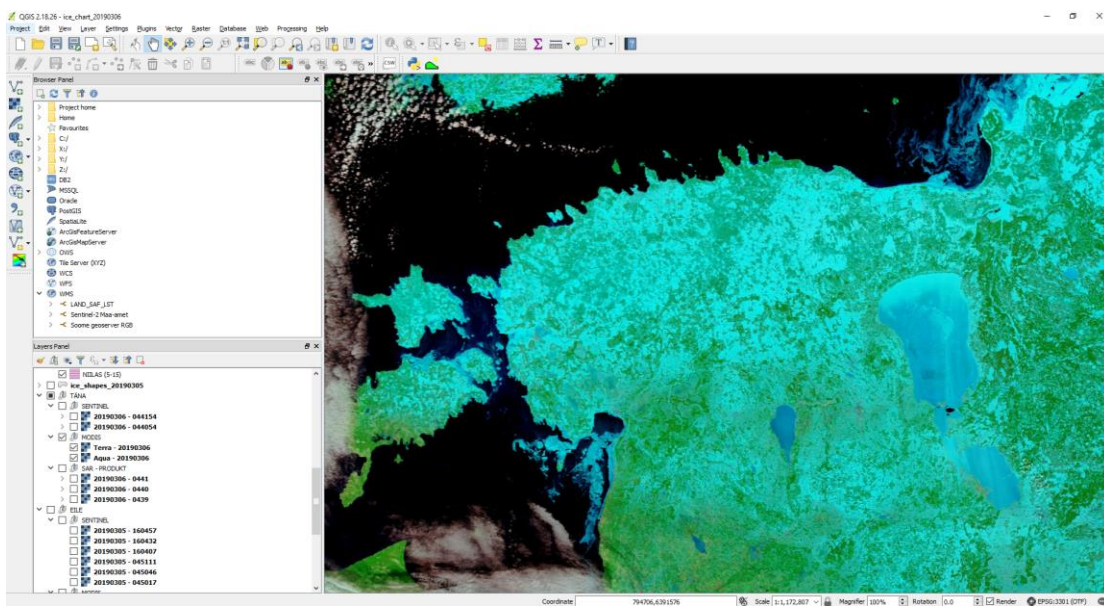 QGIS 2.18.26 - ice_chart_20190306
Project Edit View Layer Settings Plugins Vector Raster Database Web Processing Help
CSW
Browser Panel
Project home
Home
Favourites
C:/
X:/
Y:/
Z:/
DB2
MSSQL
Oracle
PostGIS
SpatiaLite
ArcGisFeatureServer
ArcGisMapServer
OWS
Tile Server (XYZ)
WCS
WFS
WMS
LAND_SAF_LST
Sentinel-2 Maa-amet
Soome geoserver RGB
Layers Panel
NIILAS (5-15)
ice_shapes_20190305
TÄNA
SENTINEL
20190306 - 044154
20190306 - 044054
MODIS
Terra - 20190306
Aqua - 20190306
SAR - PRODUKT
20190306 - 0441
20190306 - 0440
20190306 - 0439
EILE
SENTINEL
20190305 - 160457
20190305 - 160432
20190305 - 160407
20190305 - 045111
20190305 - 045046
20190305 - 045017
MODIS
Coordinate 794706,6391576 Scale 1:1,172,807 Magnifier 100% Rotation 0.0 Render EPSG:3301 (OTF)